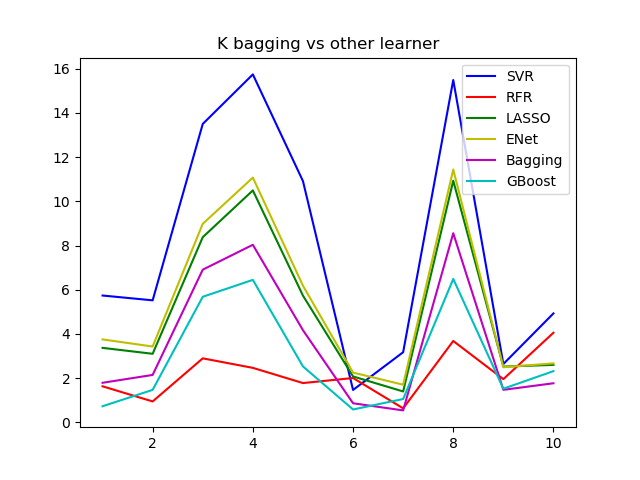 K bagging vs other learner
16
14
12
10
8
6
4
2
0
SVR
RFR
LASSO
ENet
Bagging
GBoost
2 4 6 8 10